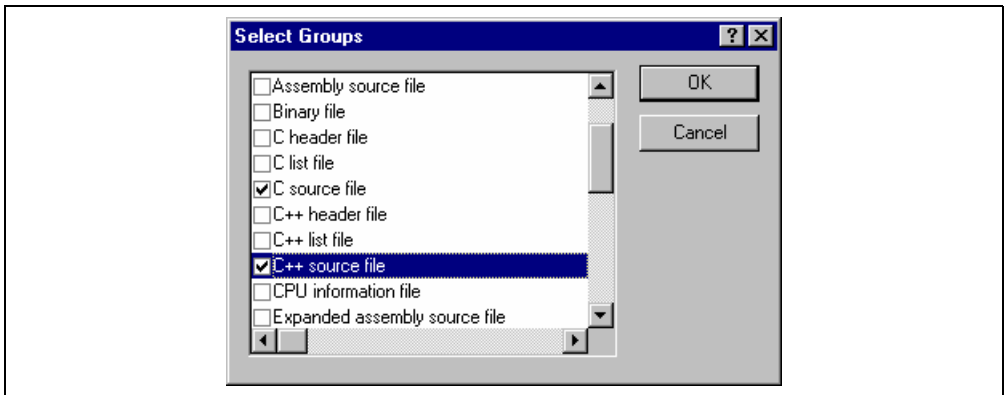 Select Groups
Assembly source file
Binary file
C header file
C list file
C source file
C++ header file
C++ list file
C++ source file
CPU information file
Expanded assembly source file
OK
Cancel